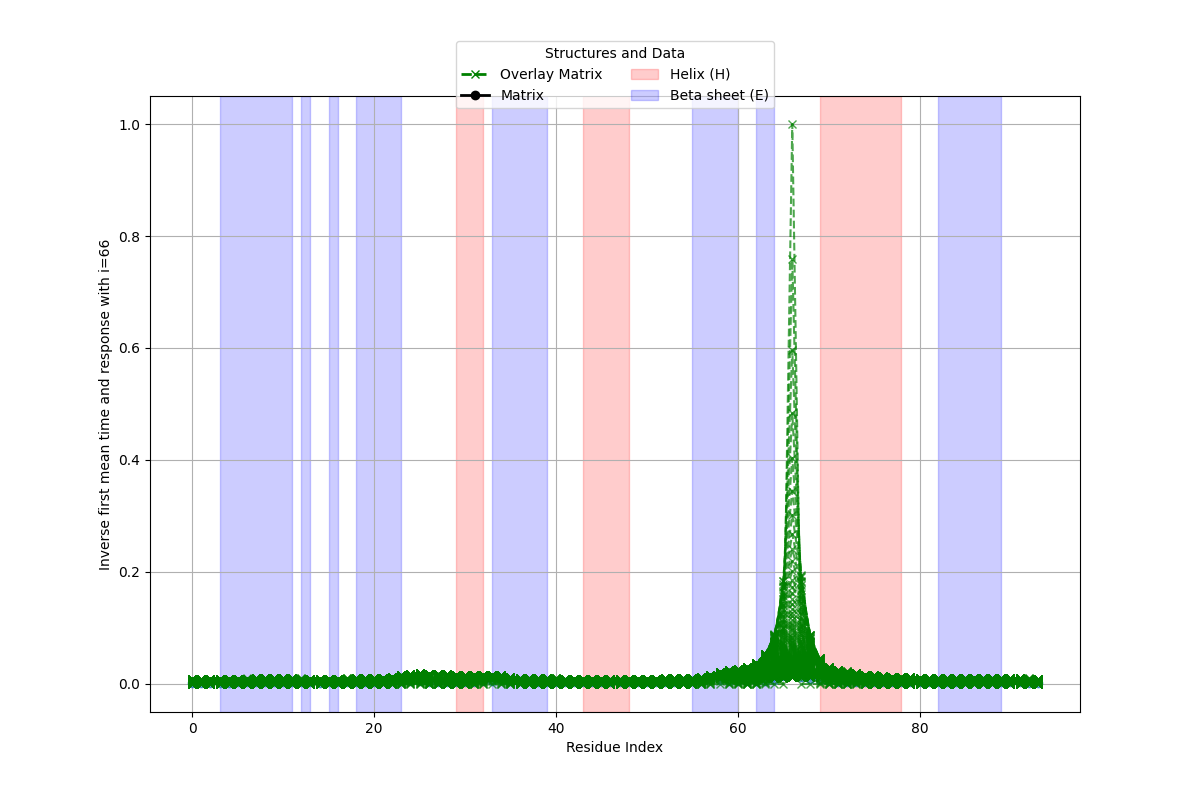 Structures and Data
Overlay Matrix
Matrix
Helix (H)
Beta sheet (E)
Inverse first mean time and response with i=66
1.0
0.8
0.6
0.4
0.2
0.0
0 20 40 60 80
Residue Index